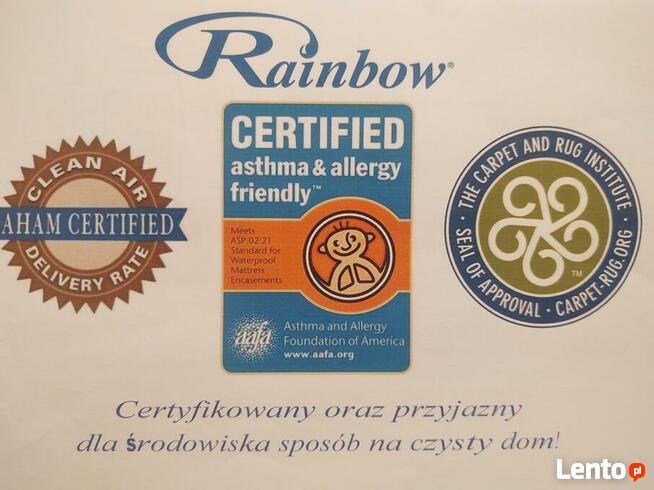 Rainbow®
CLEAN AIR
AHAM CERTIFIED
DELIVERY RATE
CERTIFIED
asthma & allergy
friendly™
Meets
ASP:02:21
Standard for
Waterproof
Mattress
Encasements
aafa
Asthma and Allergy
Foundation of America
www.aafa.org
THE CARPET AND RUG INSTITUTE
· SEAL OF APPROVAL · CARPET-RUG.ORG ·
TM
Certyfikowany oraz przyjazny
dla środowiska sposób na czysty dom!
Lento pl